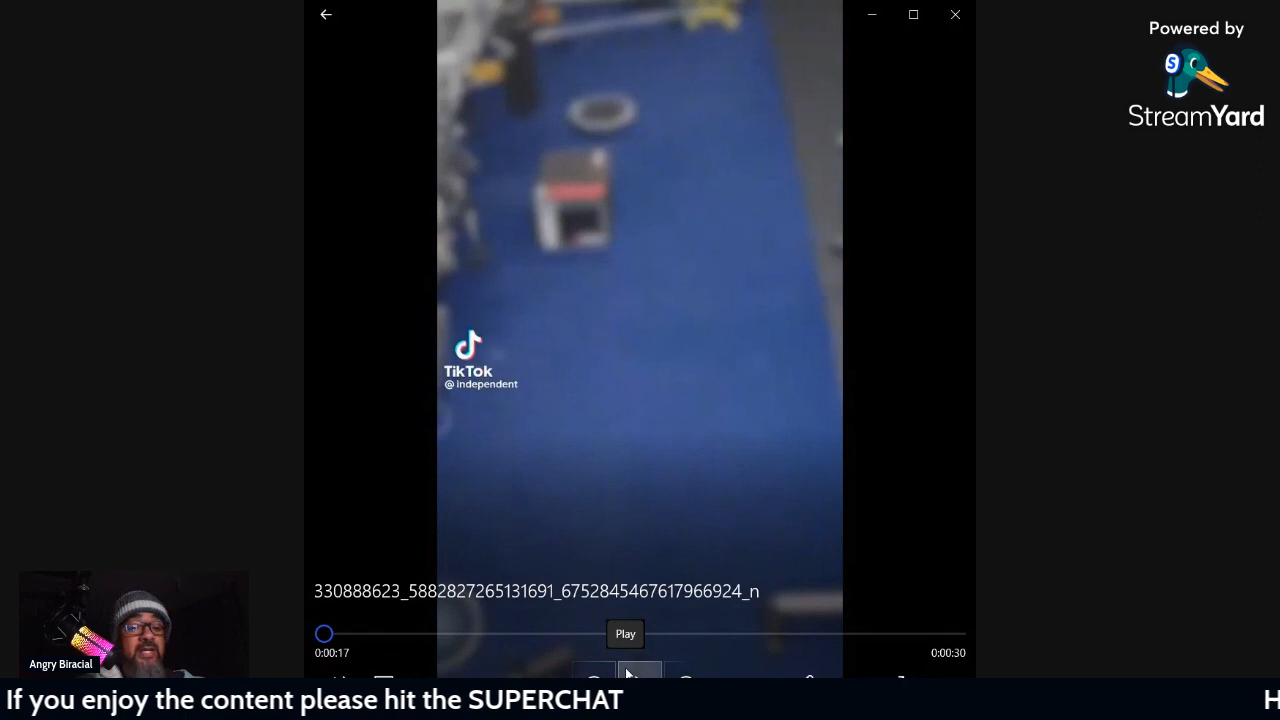 Powered by
S
StreamYard
TikTok
@independent
330888623_5882827265131691_6752845467617966924_n
Play
0:00:17
0:00:30
Angry Biracial
If you enjoy the content please hit the SUPERCHAT
H